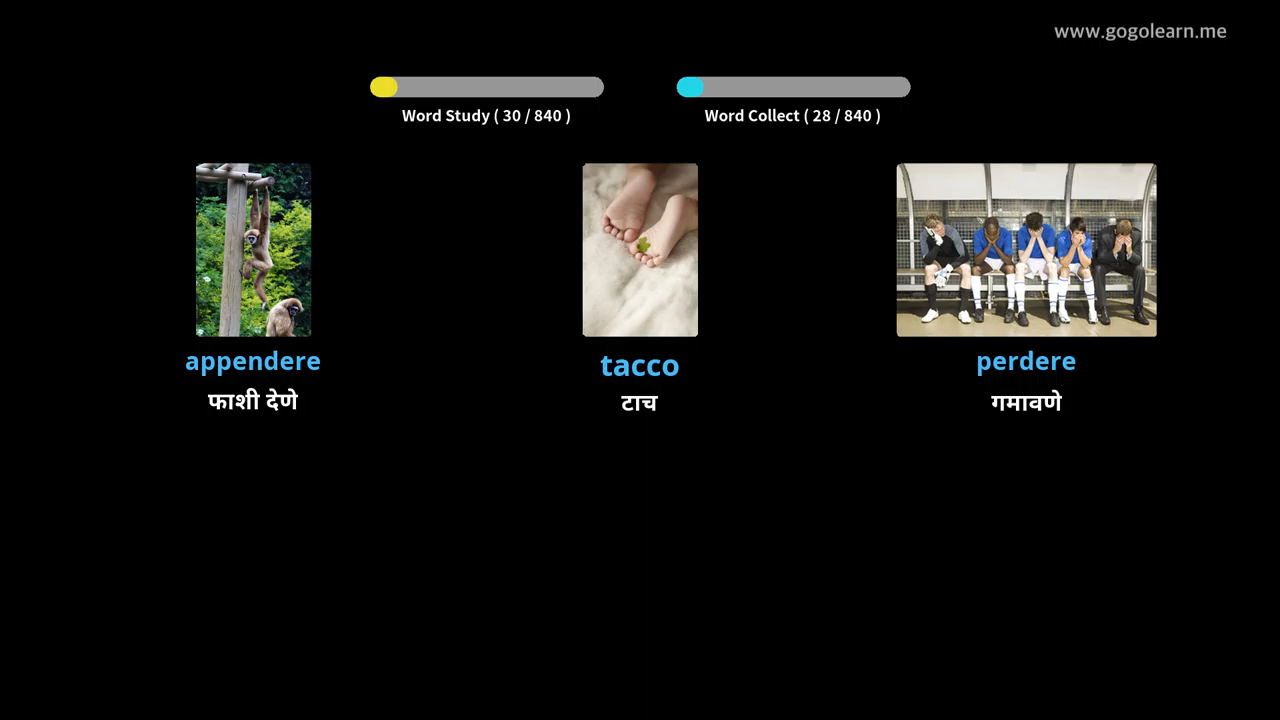 www.gogolearn.me
Word Study ( 30 / 840 )
Word Collect ( 28 / 840 )
appendere
फाशी देणे
tacco
टाच
perdere
गमावणे